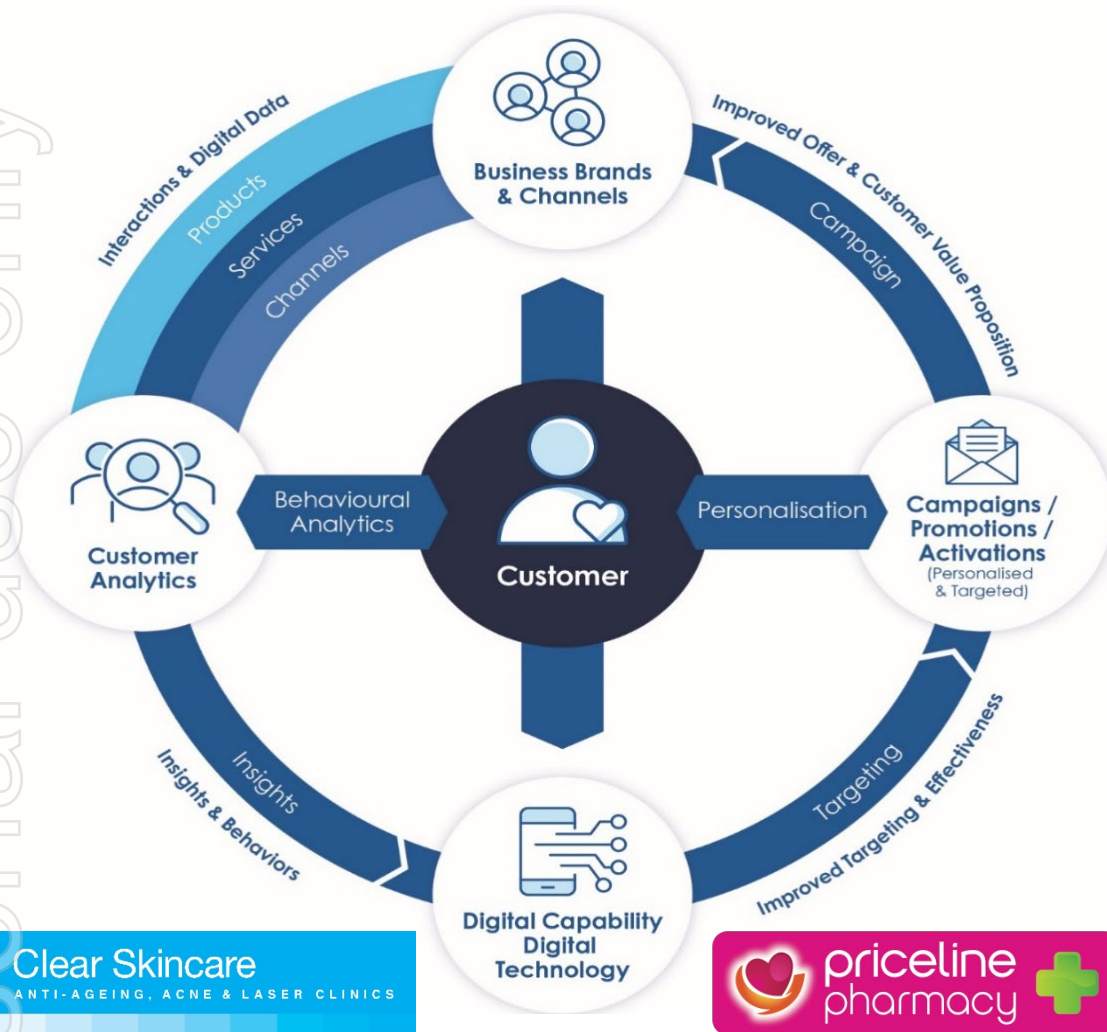 Interactions & Digital Data
Products
Services
Channels
Business Brands
& Channels
Improved Offer & Customer Value Proposition
Campaign
Customer
Analytics
Behavioural
Analytics
Customer
Personalisation
Campaigns /
Promotions /
Activations
(Personalised
& Targeted)
Insights
Insights & Behaviors
Targeting
Improved Targeting & Effectiveness
Digital Capability
Digital
Technology
Clear Skincare
ANTI-AGEING, ACNE & LASER CLINICS
priceline
pharmacy